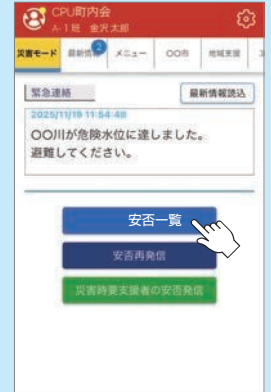 CPU町内会
A-1班 金沢太郎
災害モード 最新情報 2 メニュー 〇〇市 地域支援
緊急連絡 最新情報読込
2025/11/19 11:54:48
〇〇川が危険水位に達しました。
避難してください。
安否一覧
安否再発信
災害時要支援者の安否発信